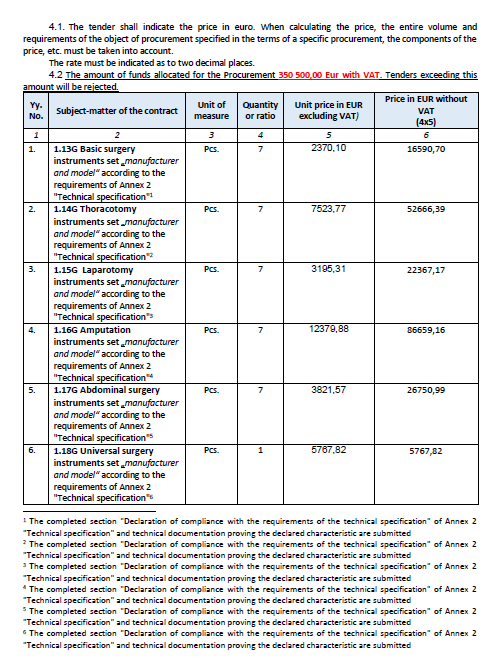 4.1. The tender shall indicate the price in euro. When calculating the price, the entire volume and
requirements of the object of procurement specified in the terms of a specific procurement, the components of the
price, etc. must be taken into account.
The rate must be indicated as to two decimal places.
4.2 The amount of funds allocated for the Procurement 350 500,00 Eur with VAT. Tenders exceeding this
amount will be rejected.
Yy. No. Subject-matter of the contract Unit of measure Quantity or ratio Unit price in EUR excluding VAT) Price in EUR without VAT (4x5)
1 2 3 4 5 6
1. 1.13G Basic surgery Pcs. 7 2370,10 16590,70
instruments set „manufacturer
and model“ according to the
requirements of Annex 2
"Technical specification"1
2. 1.14G Thoracotomy Pcs. 7 7523,77 52666,39
instruments set „manufacturer
and model“ according to the
requirements of Annex 2
"Technical specification"2
3. 1.15G Laparotomy Pcs. 7 3195,31 22367,17
instruments set „manufacturer
and model“ according to the
requirements of Annex 2
"Technical specification"3
4. 1.16G Amputation Pcs. 7 12379,88 86659,16
instruments set „manufacturer
and model“ according to the
requirements of Annex 2
"Technical specification"4
5. 1.17G Abdominal surgery Pcs. 7 3821,57 26750,99
instruments set „manufacturer
and model“ according to the
requirements of Annex 2
"Technical specification"5
6. 1.18G Universal surgery Pcs. 1 5767,82 5767,82
instruments set „manufacturer
and model“ according to the
requirements of Annex 2
"Technical specification"6
1 The completed section "Declaration of compliance with the requirements of the technical specification" of Annex 2
"Technical specification" and technical documentation proving the declared characteristic are submitted
2 The completed section "Declaration of compliance with the requirements of the technical specification" of Annex 2
"Technical specification" and technical documentation proving the declared characteristic are submitted
3 The completed section "Declaration of compliance with the requirements of the technical specification" of Annex 2
"Technical specification" and technical documentation proving the declared characteristic are submitted
4 The completed section "Declaration of compliance with the requirements of the technical specification" of Annex 2
"Technical specification" and technical documentation proving the declared characteristic are submitted
5 The completed section "Declaration of compliance with the requirements of the technical specification" of Annex 2
"Technical specification" and technical documentation proving the declared characteristic are submitted
6 The completed section "Declaration of compliance with the requirements of the technical specification" of Annex 2
"Technical specification" and technical documentation proving the declared characteristic are submitted